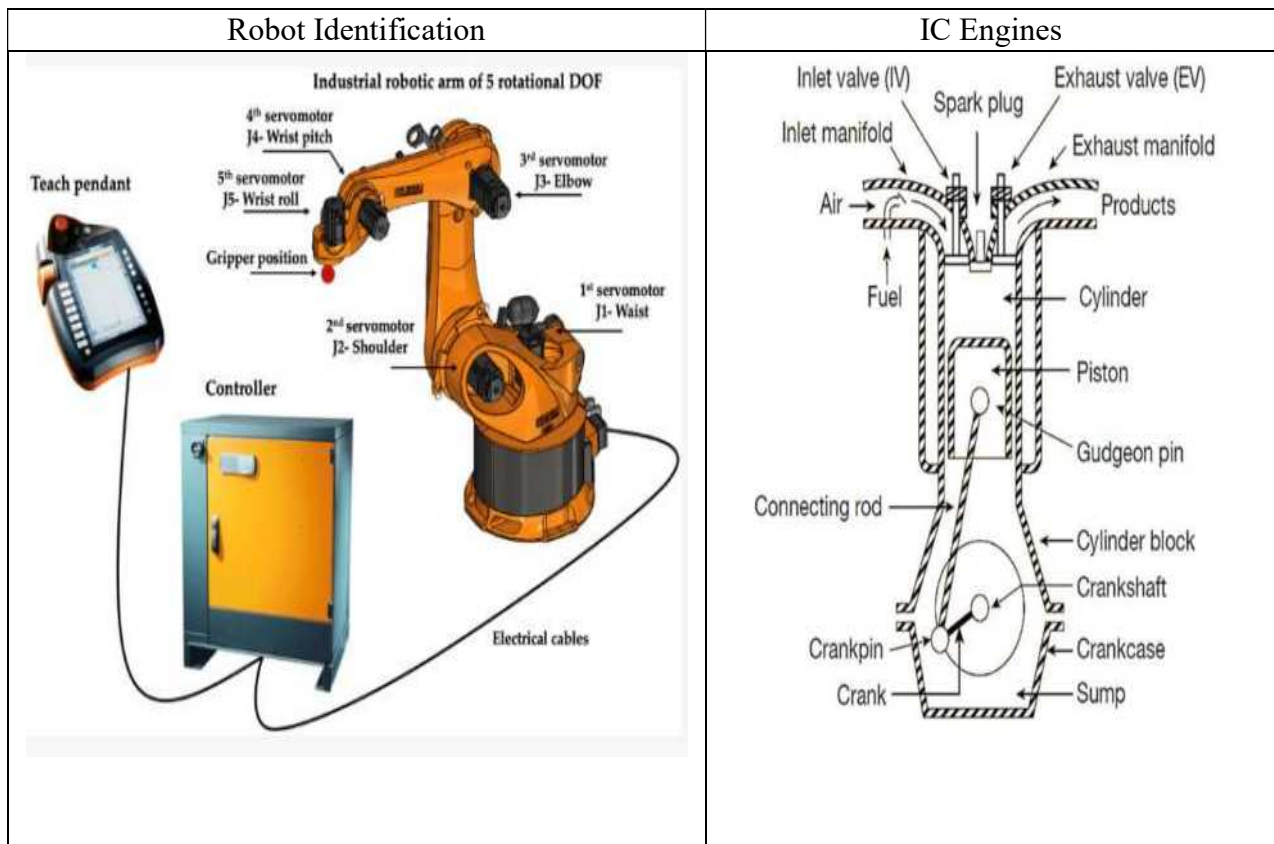 Robot Identification
IC Engines
Industrial robotic arm of 5 rotational DOF
4th servomotor
J4- Wrist pitch
3rd servomotor
J3- Elbow
Teach pendant
5th servomotor
J5- Wrist roll
Gripper position
1st servomotor
J1- Waist
2nd servomotor
J2- Shoulder
Controller
Electrical cables
Inlet valve (IV)
Exhaust valve (EV)
Spark plug
Inlet manifold
Exhaust manifold
Air
Products
Fuel
Cylinder
Piston
Gudgeon pin
Connecting rod
Cylinder block
Crankshaft
Crankpin
Crankcase
Crank
Sump